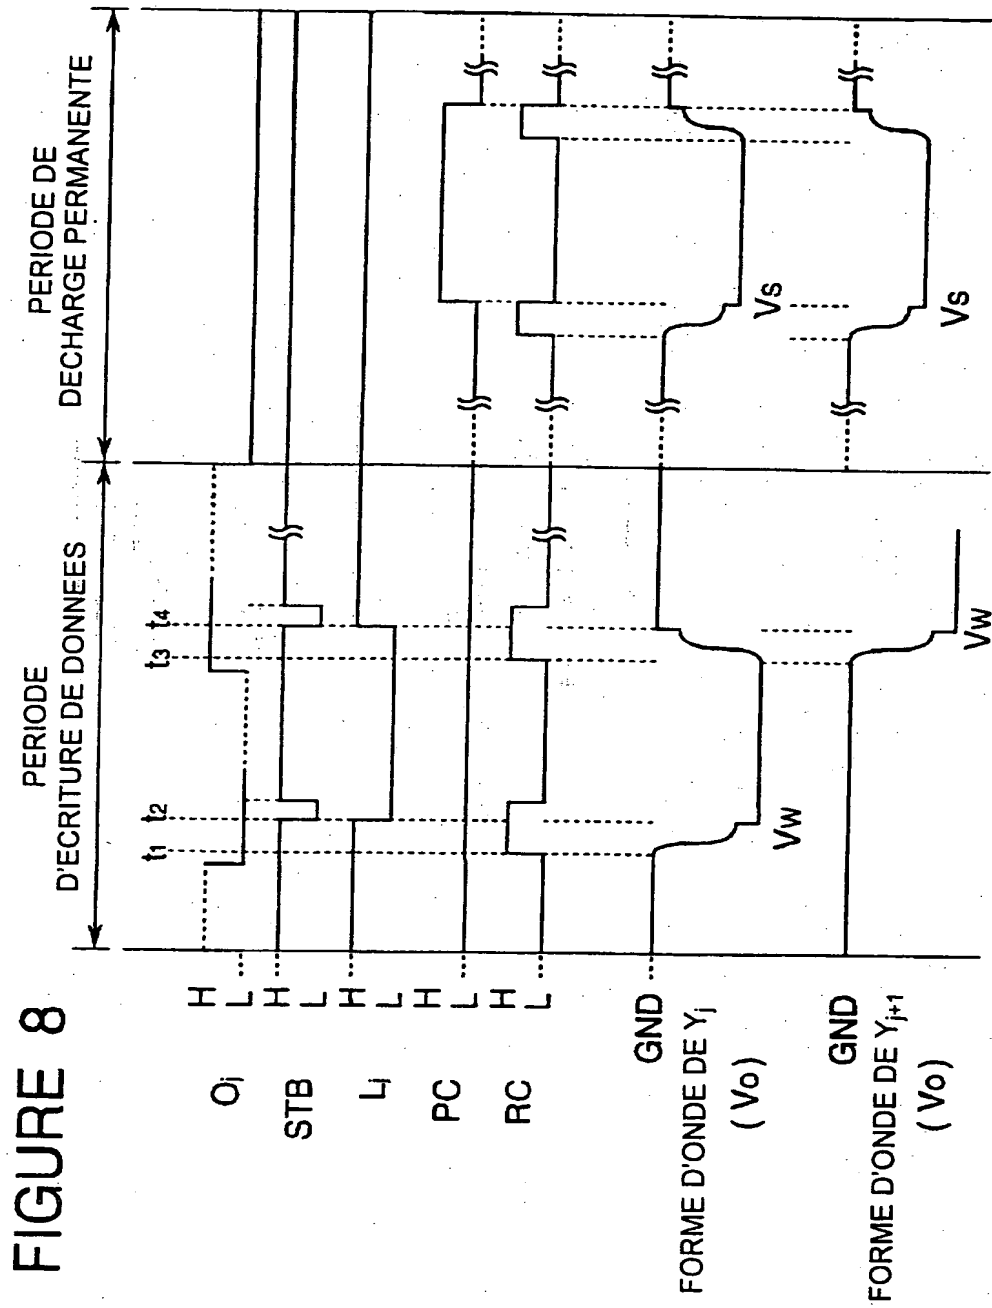 FIGURE 8
PERIODE
D'ECRITURE DE DONNEES
PERIODE DE
DECHARGE PERMANENTE
t1 t2 t3 t4
Oj H L
STB H L
Lj H L
PC H L
RC H L
GND
FORME D'ONDE DE Yj
(Vo)
Vw
Vs
GND
FORME D'ONDE DE Yj+1
(Vo)
Vw
Vs